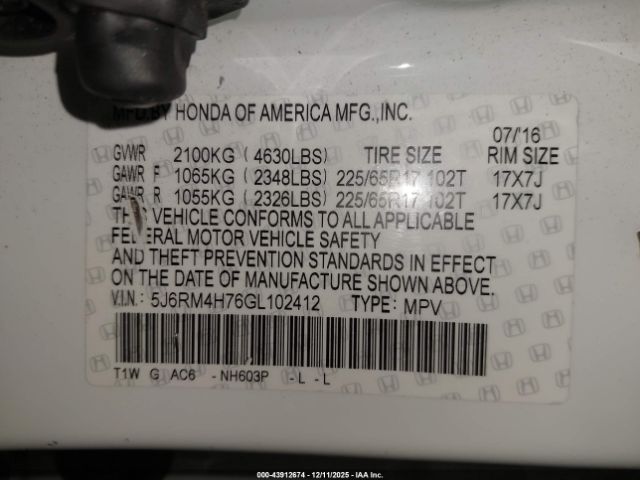 MFD.BY HONDA OF AMERICA MFG.,INC.
07/'16
GVWR 2100KG ( 4630LBS) TIRE SIZE RIM SIZE
GAWR F 1065KG ( 2348LBS) 225/65R17 102T 17X7J
GAWR R 1055KG ( 2326LBS) 225/65R17 102T 17X7J
THIS VEHICLE CONFORMS TO ALL APPLICABLE
FEDERAL MOTOR VEHICLE SAFETY
AND THEFT PREVENTION STANDARDS IN EFFECT
ON THE DATE OF MANUFACTURE SHOWN ABOVE.
V.I.N.: 5J6RM4H76GL102412 TYPE: MPV
T1W G AC6 - NH603P - L - L
000-43912674 | 12/11/2025 - IAA Inc.